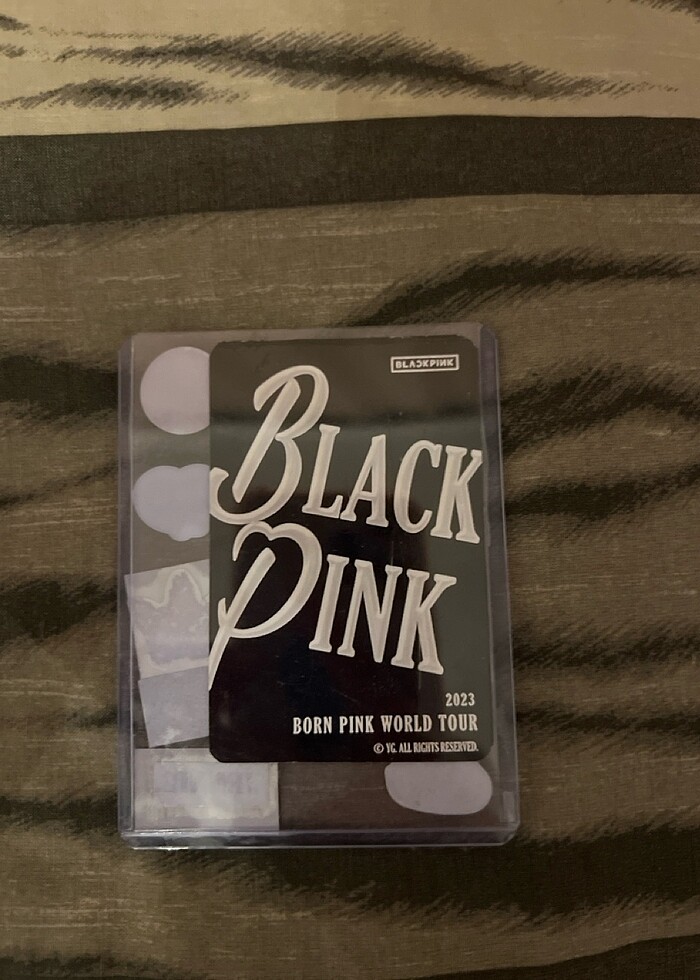 BLACKPINK
BLACK
PINK
2023
BORN PINK WORLD TOUR
© YG. ALL RIGHTS RESERVED.